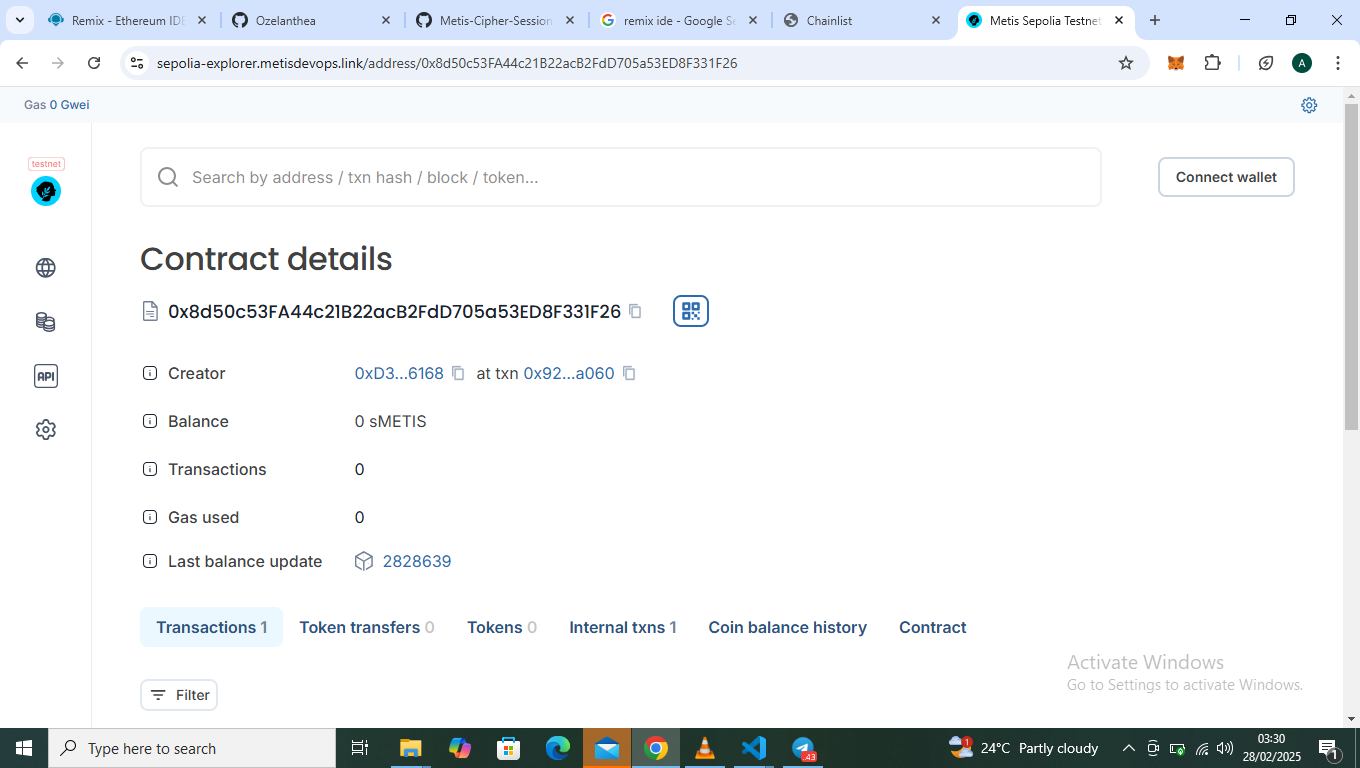 Remix - Ethereum IDE
Ozelanthea
Metis-Cipher-Session
remix ide - Google Se
Chainlist
Metis Sepolia Testnet
sepolia-explorer.metisdevops.link/address/0x8d50c53FA44c21B22acB2FdD705a53ED8F331F26
A
Gas 0 Gwei
testnet
Search by address / txn hash / block / token...
Connect wallet
API
Contract details
0x8d50c53FA44c21B22acB2FdD705a53ED8F331F26
Creator 0xD3...6168 at txn 0x92...a060
Balance 0 sMETIS
Transactions 0
Gas used 0
Last balance update 2828639
Transactions 1 Token transfers 0 Tokens 0 Internal txns 1 Coin balance history Contract
Filter
Activate Windows
Go to Settings to activate Windows.
Type here to search
.43
1
24°C Partly cloudy
03:30
28/02/2025
1